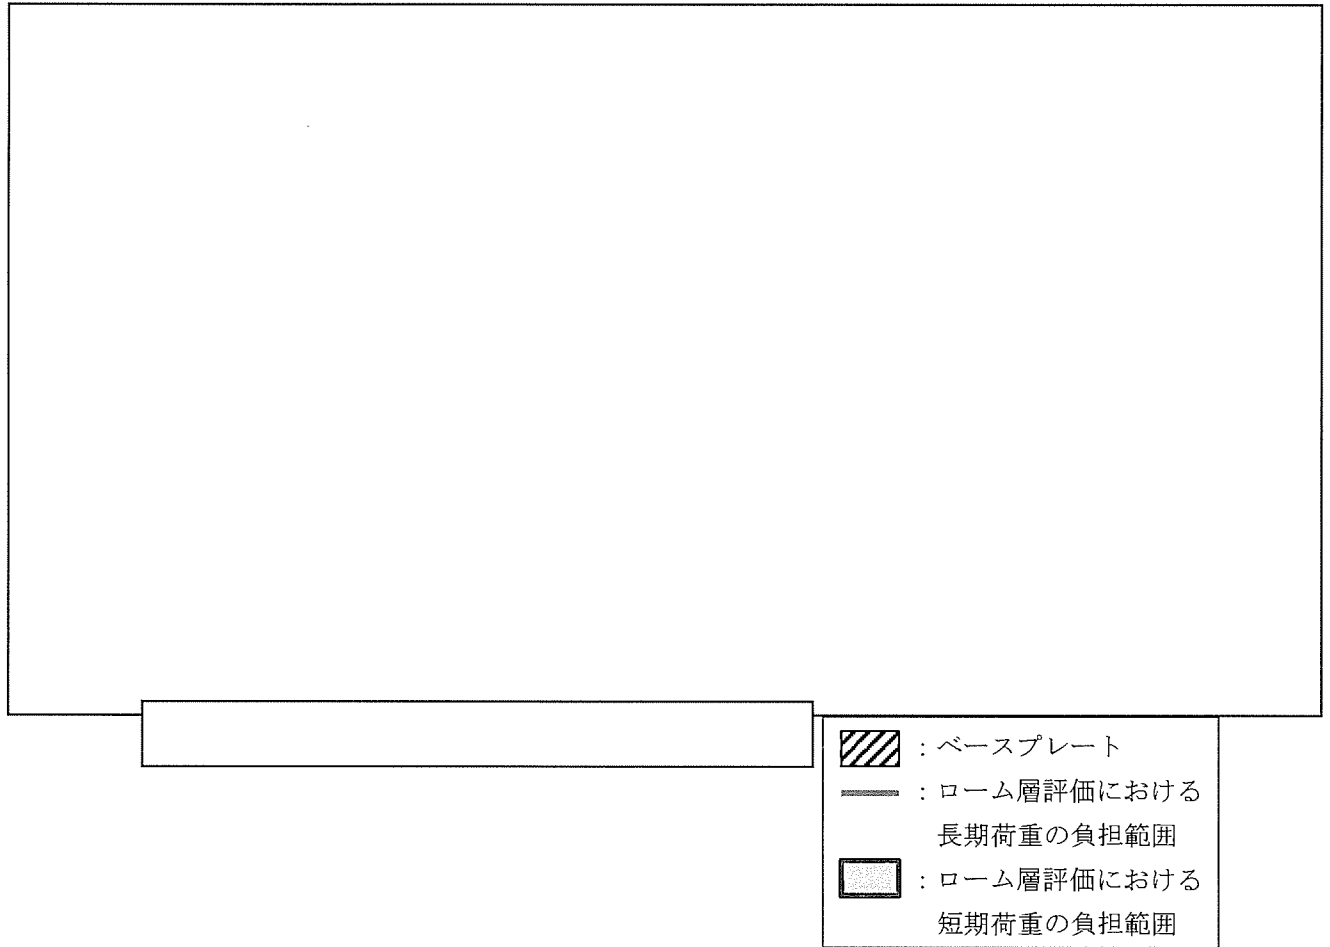 ：ベースプレート
：ローム層評価における
長期荷重の負担範囲
：ローム層評価における
短期荷重の負担範囲